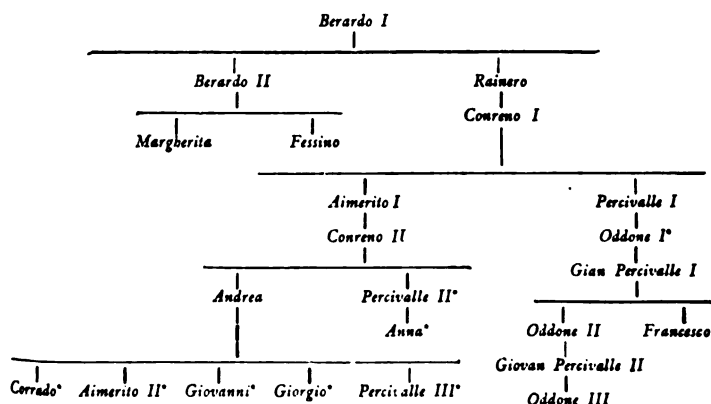 Berardo I
Berardo II Rainero
Conreno I
Margherita Fessino
Aimerito I Percivalle I
Conreno II Oddone I*
Gian Percivalle I
Andrea Percivalle II*
Anna* Oddone II Francesco
Giovan Percivalle II
Corrado* Aimerito II* Giovanni* Giorgio* Percivalle III*
Oddone III